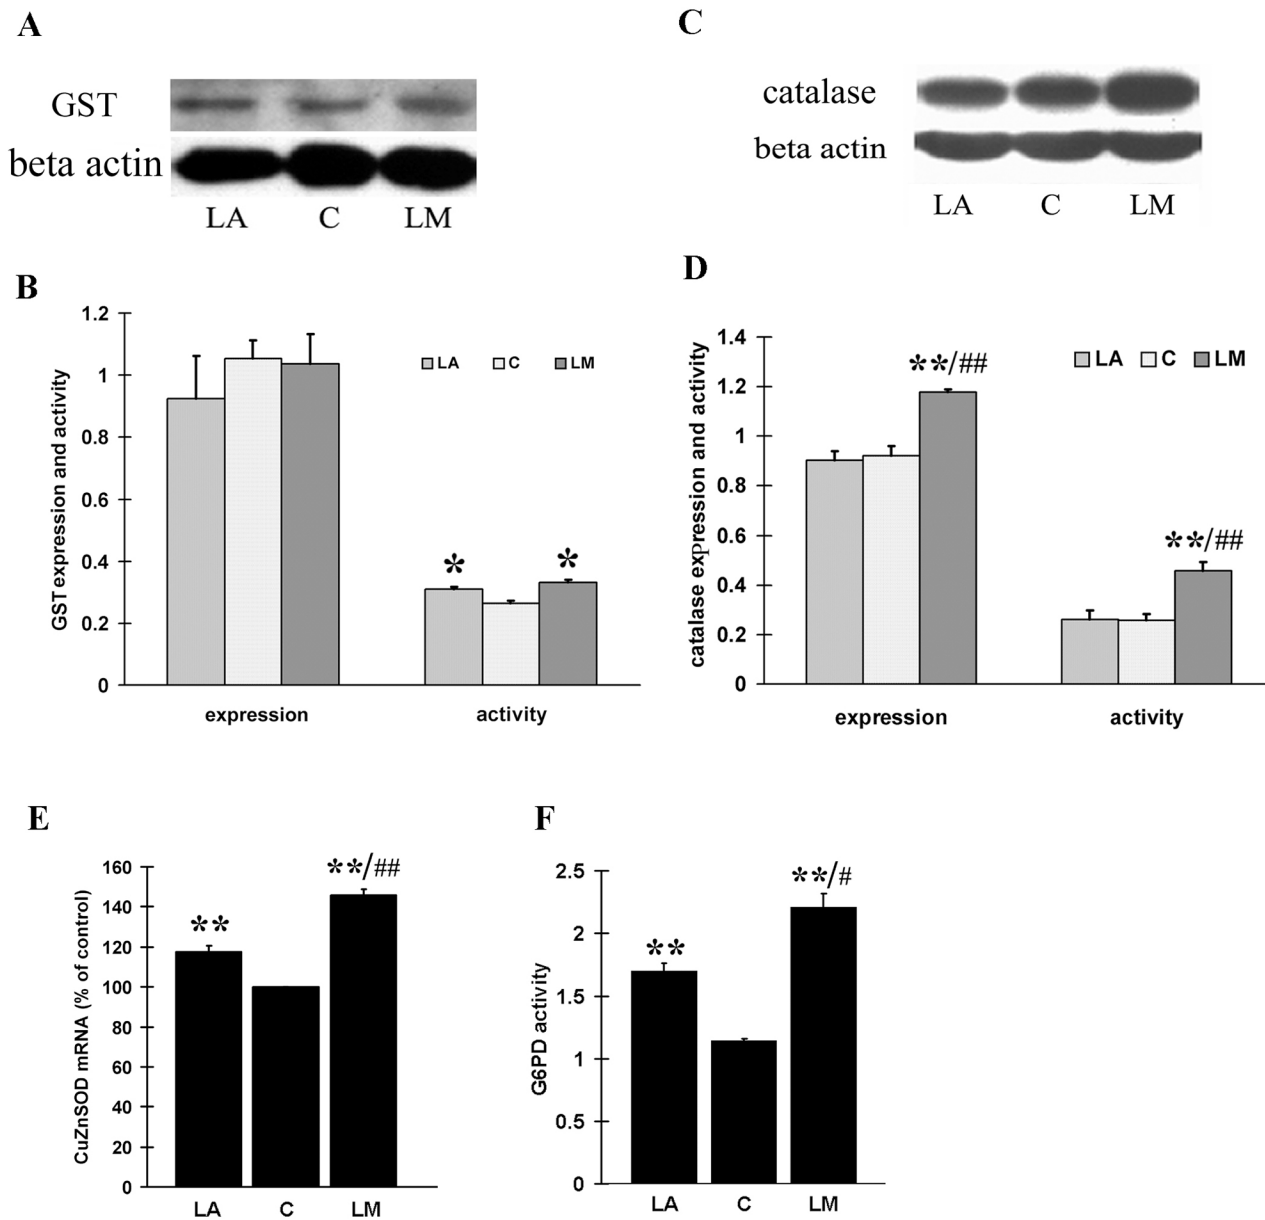 A
GST
beta actin
LA C LM
B
GST expression and activity
1.2
1
0.8
0.6
0.4
0.2
0
LA C LM
* *
expression activity
C
catalase
beta actin
LA C LM
D
catalase expression and activity
1.4
1.2
1
0.8
0.6
0.4
0.2
0
LA C LM
**/##
**/##
expression activity
E
CuZnSOD mRNA (% of control)
160
140
120
100
80
60
40
20
0
**
**/##
LA C LM
F
G6PD activity
2.5
2
1.5
1
0.5
0
**
**/#
LA C LM